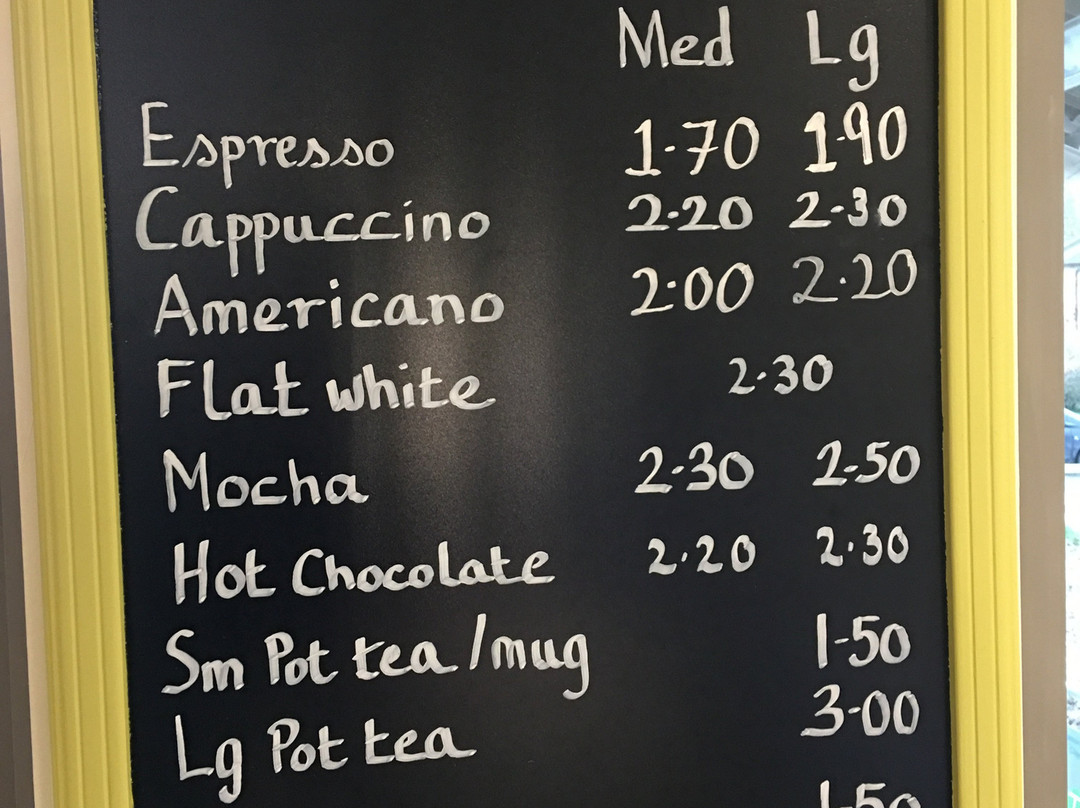 Med Lg
Espresso 1.70 1.90
Cappuccino 2.20 2.30
Americano 2.00 2.20
Flat white 2.30
Mocha 2.30 2.50
Hot Chocolate 2.20 2.30
Sm Pot tea/mug 1.50
Lg Pot tea 3.00
1.50